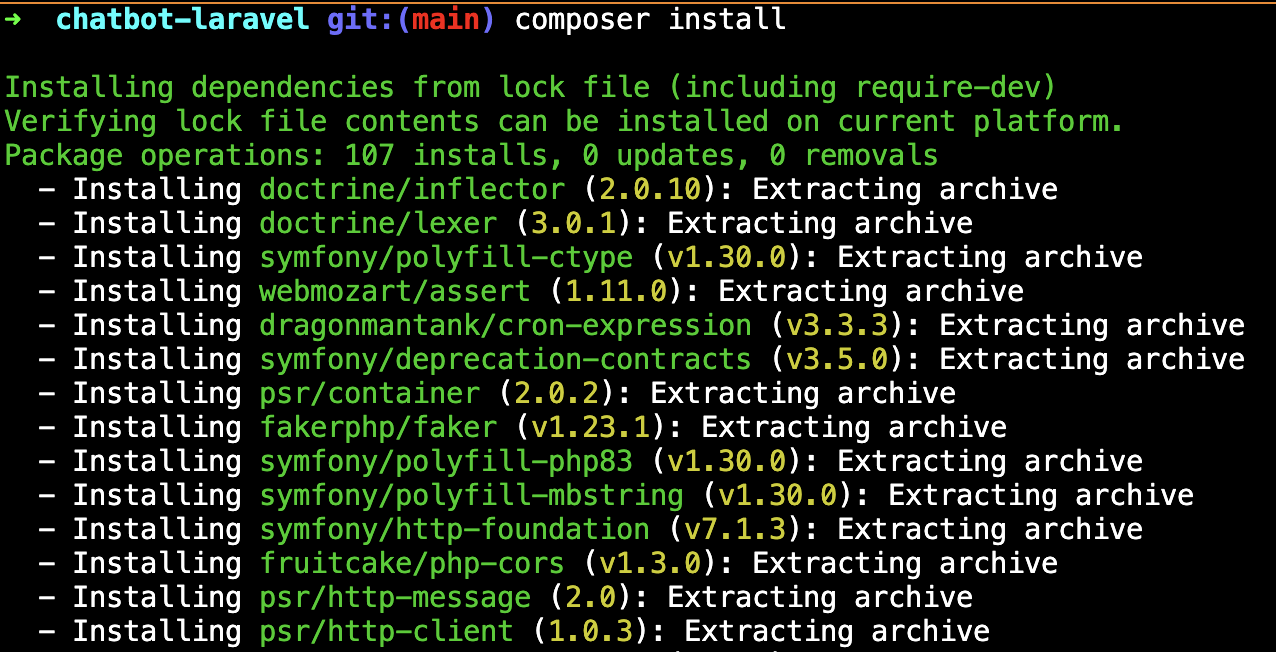 ➜  chatbot-laravel git:(main) composer install
Installing dependencies from lock file (including require-dev)
Verifying lock file contents can be installed on current platform.
Package operations: 107 installs, 0 updates, 0 removals
  - Installing doctrine/inflector (2.0.10): Extracting archive
  - Installing doctrine/lexer (3.0.1): Extracting archive
  - Installing symfony/polyfill-ctype (v1.30.0): Extracting archive
  - Installing webmozart/assert (1.11.0): Extracting archive
  - Installing dragonmantank/cron-expression (v3.3.3): Extracting archive
  - Installing symfony/deprecation-contracts (v3.5.0): Extracting archive
  - Installing psr/container (2.0.2): Extracting archive
  - Installing fakerphp/faker (v1.23.1): Extracting archive
  - Installing symfony/polyfill-php83 (v1.30.0): Extracting archive
  - Installing symfony/polyfill-mbstring (v1.30.0): Extracting archive
  - Installing symfony/http-foundation (v7.1.3): Extracting archive
  - Installing fruitcake/php-cors (v1.3.0): Extracting archive
  - Installing psr/http-message (2.0): Extracting archive
  - Installing psr/http-client (1.0.3): Extracting archive